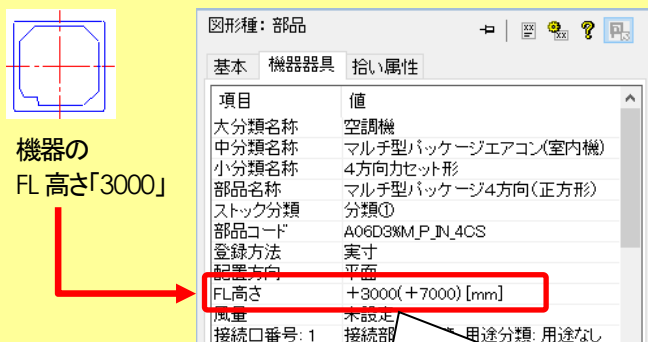 図形種：部品
基本 機器器具 拾い属性
項目 値
大分類名称 空調機
中分類名称 マルチ型パッケージエアコン(室内機)
小分類名称 4方向カセット形
部品名称 マルチ型パッケージ4方向(正方形)
ストック分類 分類①
部品コード A06D3%M_P_IN_4CS
登録方法 実寸
配置方向 平面
FL高さ +3000(+7000) [mm]
風量 未設定
接続口番号：1 接続部 用途分類：用途なし
機器の
FL 高さ「3000」